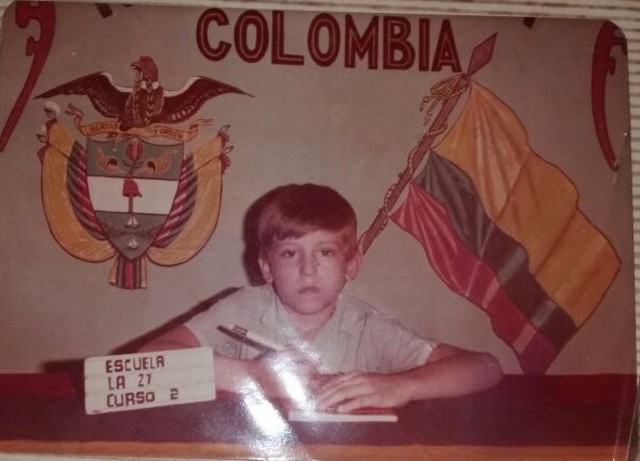 COLOMBIA
LIBERTAD Y ORDEN
ESCUELA
LA 21
CURSO 2